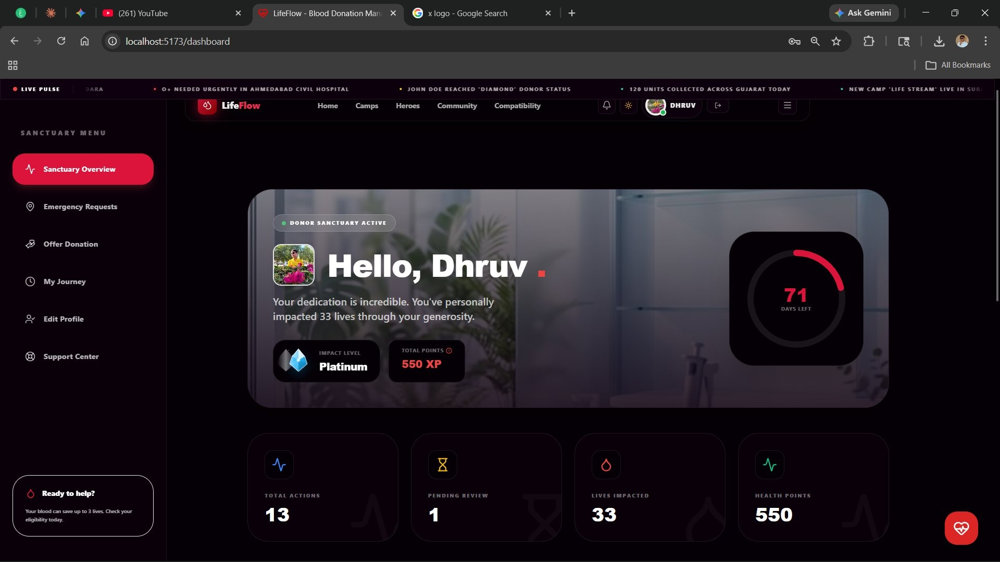 (261) YouTube
LifeFlow - Blood Donation Man
x logo - Google Search
Ask Gemini
localhost:5173/dashboard
All Bookmarks
LIVE PULSE
DARA
O+ NEEDED URGENTLY IN AHMEDABAD CIVIL HOSPITAL
JOHN DOE REACHED 'DIAMOND' DONOR STATUS
120 UNITS COLLECTED ACROSS GUJARAT TODAY
NEW CAMP 'LIFE STREAM' LIVE IN SURA
LifeFlow
Home
Camps
Heroes
Community
Compatibility
DHRUV
SANCTUARY MENU
Sanctuary Overview
Emergency Requests
Offer Donation
My Journey
Edit Profile
Support Center
Ready to help?
Your blood can save up to 3 lives. Check your
eligibility today.
DONOR SANCTUARY ACTIVE
Hello, Dhruv .
Your dedication is incredible. You've personally
impacted 33 lives through your generosity.
IMPACT LEVEL
Platinum
TOTAL POINTS
550 XP
71
DAYS LEFT
TOTAL ACTIONS
13
PENDING REVIEW
1
LIVES IMPACTED
33
HEALTH POINTS
550